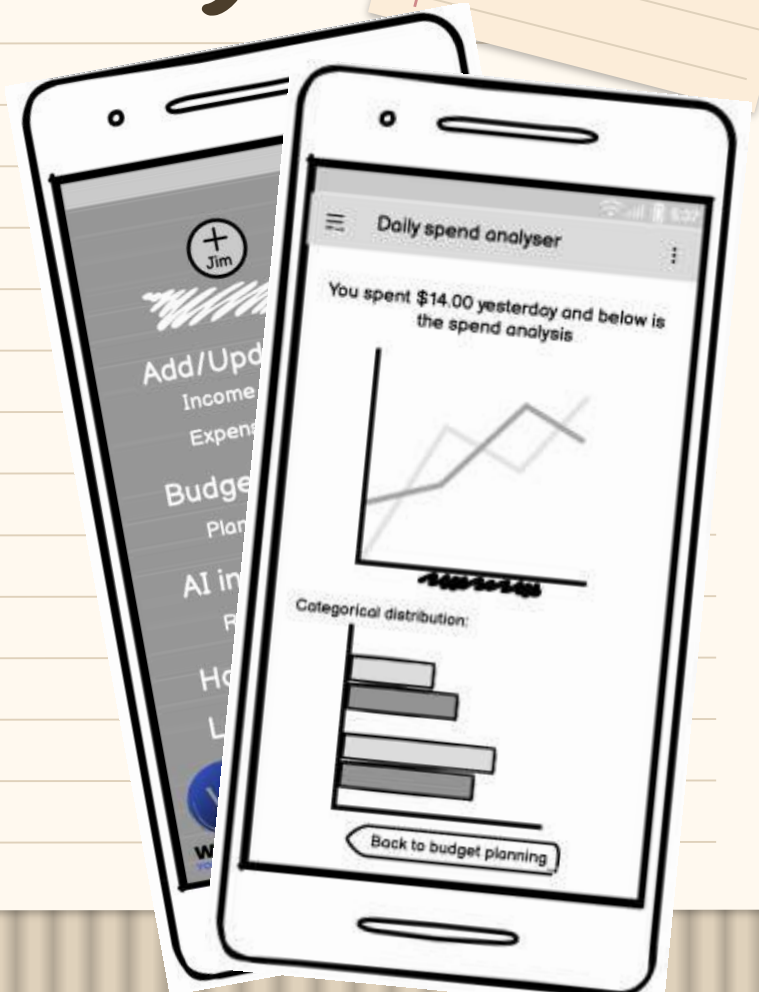 Jim
Add/Upd
Income
Expens
Budge
Plan
AI in
R
Ho
L
W
Daily spend analyser
You spent $14.00 yesterday and below is
the spend analysis
Categorical distribution:
Back to budget planning